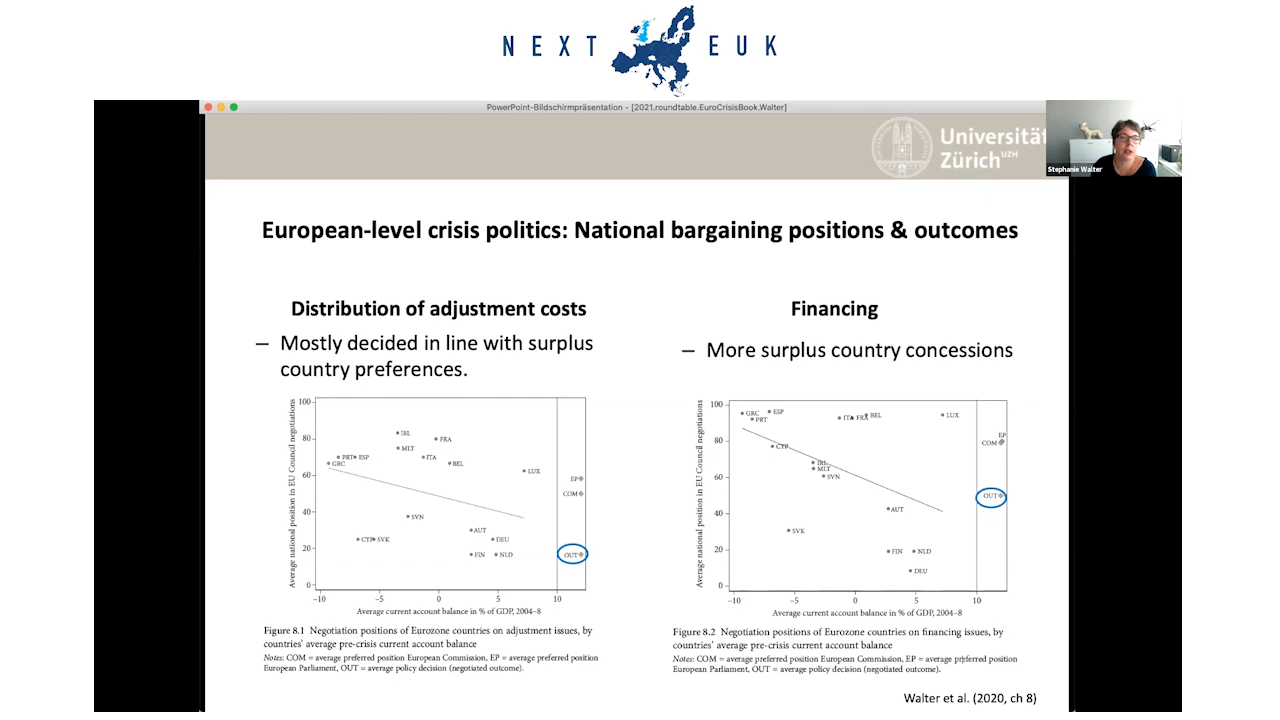 NEXT EUK
PowerPoint-Bildschirmpräsentation - [2021.roundtable.EuroCrisisBook.Walter]
Universität
Zürich UZH
Stephanie Walter
European-level crisis politics: National bargaining positions & outcomes
Distribution of adjustment costs
– Mostly decided in line with surplus
country preferences.
Average national position in EU Council negotiations
100
80
60
40
20
0
IRL
FRA
MLT
PRT
ESP
ITA
GRC
BEL
LUX
EP
COM
SVN
AUT
CYP
SVK
DEU
FIN
NLD
OUT
−10
−5
0
5
10
Average current account balance in % of GDP, 2004–8
Figure 8.1 Negotiation positions of Eurozone countries on adjustment issues, by
countries' average pre-crisis current account balance
Notes: COM = average preferred position European Commission, EP = average preferred position
European Parliament, OUT = average policy decision (negotiated outcome).
Financing
– More surplus country concessions
Average national position in EU Council negotiations
100
80
60
40
20
0
GRC
ESP
PRT
ITA
FRA
BEL
LUX
EP
COM
CYP
IRL
MLT
SVN
OUT
AUT
SVK
FIN
NLD
DEU
−10
−5
0
5
10
Average current account balance in % of GDP, 2004–8
Figure 8.2 Negotiation positions of Eurozone countries on financing issues, by
countries' average pre-crisis current account balance
Notes: COM = average preferred position European Commission, EP = average preferred position
European Parliament, OUT = average policy decision (negotiated outcome).
Walter et al. (2020, ch 8)